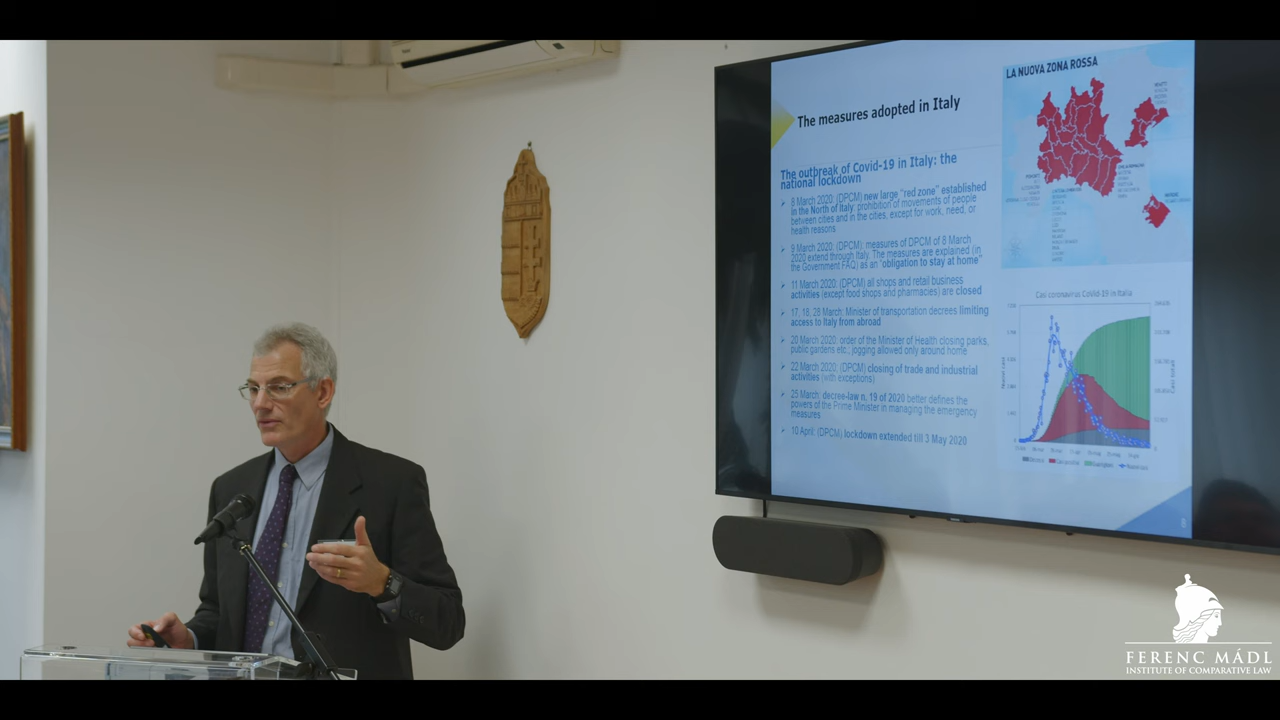 The measures adopted in Italy
The outbreak of Covid-19 in Italy: the
national lockdown
8 March 2020: (DPCM) new large "red zone" established
in the North of Italy: prohibition of movements of people
between cities and in the cities, except for work, need, or
health reasons
9 March 2020: (DPCM): measures of DPCM of 8 March
2020 extend through Italy. The measures are explained (in
the Government FAQ) as an "obligation to stay at home"
11 March 2020: (DPCM) all shops and retail business
activities (except food shops and pharmacies) are closed
17, 18, 28 March: Minister of transportation decrees limiting
access to Italy from abroad
20 March 2020: order of the Minister of Health closing parks,
public gardens etc., jogging allowed only around home
22 March 2020: (DPCM) closing of trade and industrial
activities (with exceptions)
25 March: decree-law n. 19 of 2020 better defines the
powers of the Prime Minister in managing the emergency
measures
10 April: (DPCM) lockdown extended till 3 May 2020
LA NUOVA ZONA ROSSA
Casi coronavirus CoVid-19 in Italia
8
FERENC MÁDL
INSTITUTE OF COMPARATIVE LAW